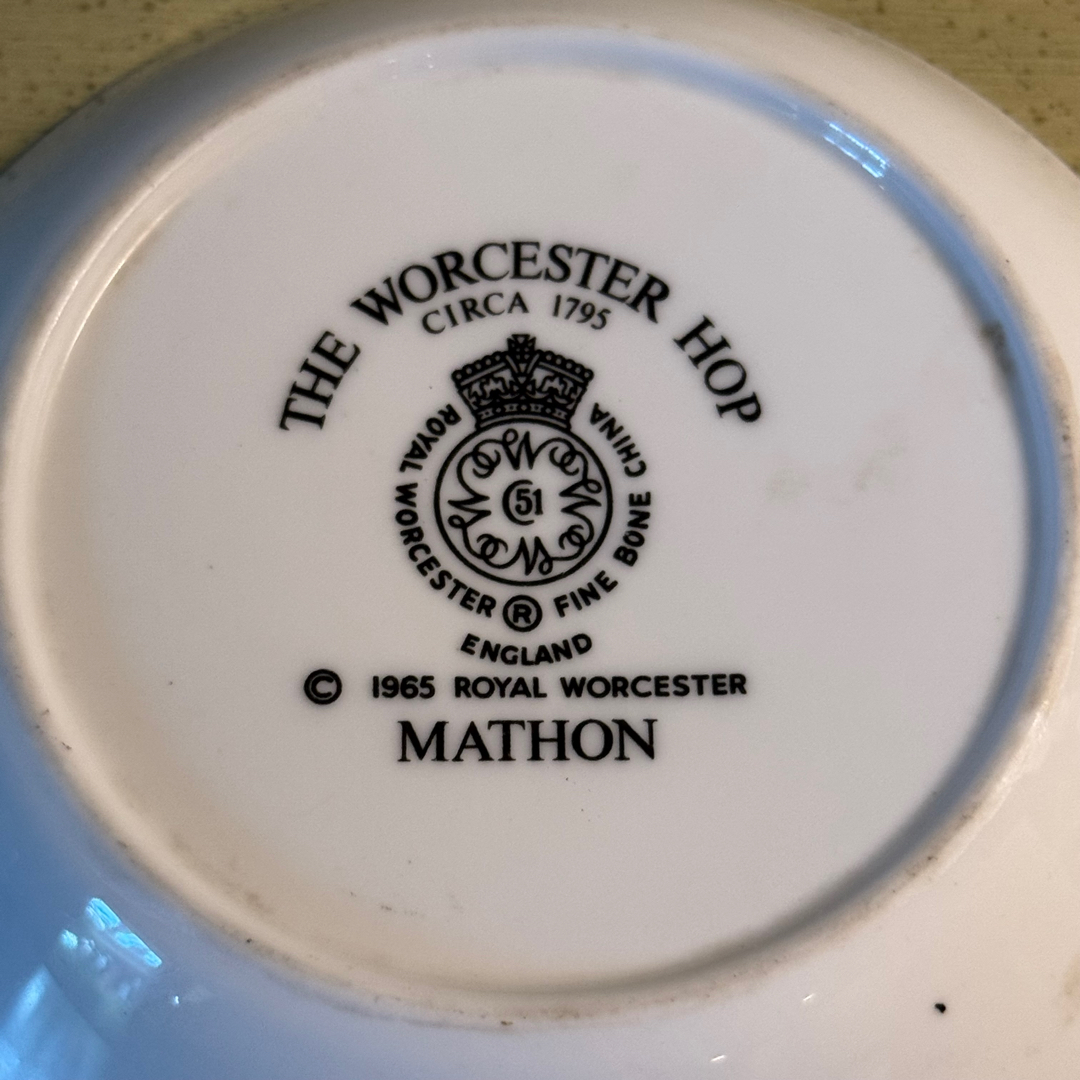 THE WORCESTER HOP
CIRCA 1795
51
ROYAL WORCESTER ® FINE BONE CHINA
ENGLAND
© 1965 ROYAL WORCESTER
MATHON